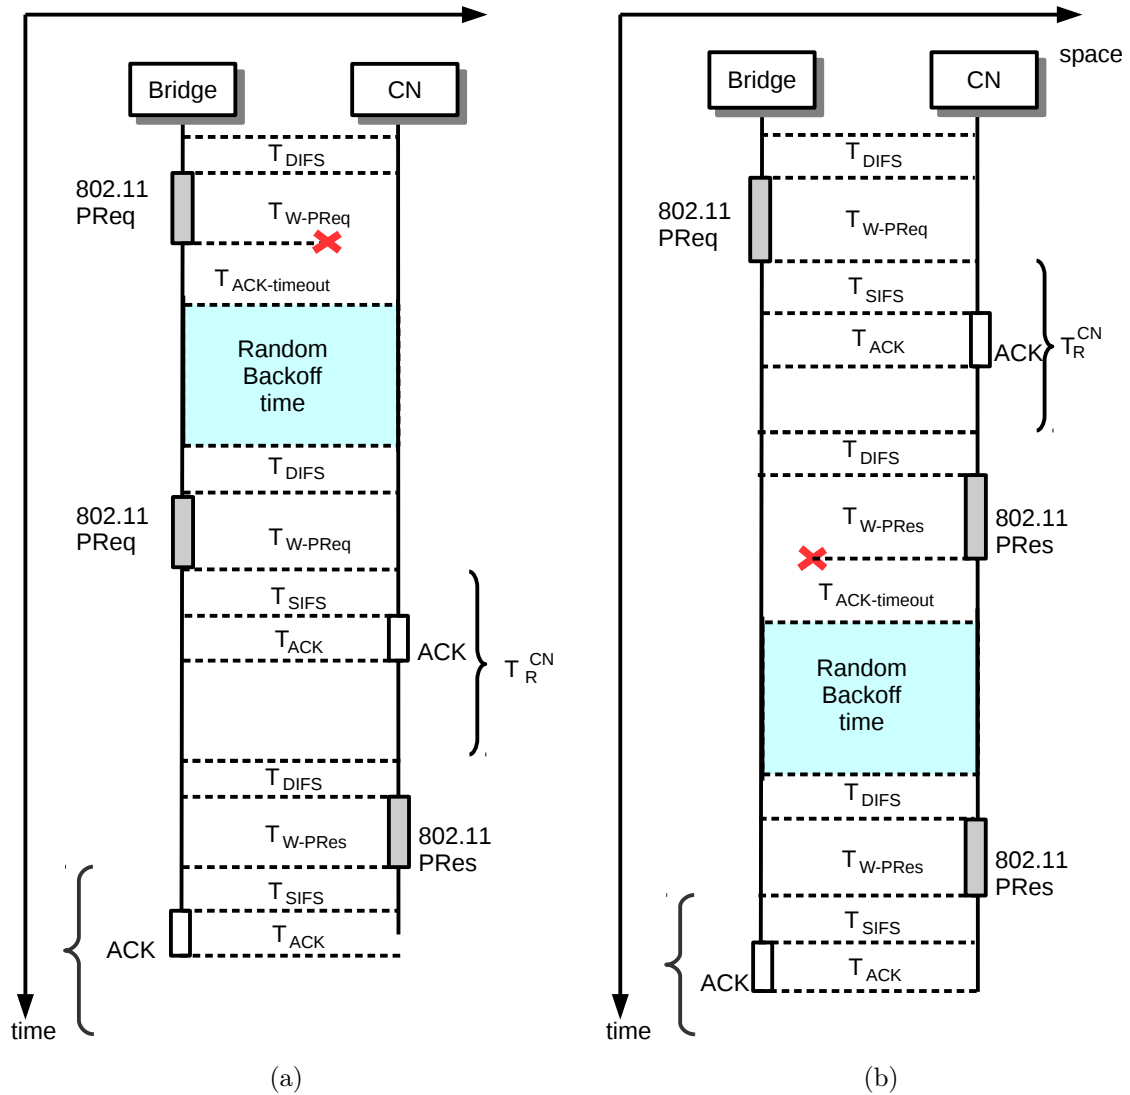 Bridge
CN
T DIFS
802.11
PReq
T W-PReq
T ACK-timeout
Random
Backoff
time
T DIFS
802.11
PReq
T W-PReq
T SIFS
T ACK
ACK
T R CN
T DIFS
T W-PRes
802.11
PRes
T SIFS
ACK
T ACK
time
(a)
space
Bridge
CN
T DIFS
802.11
PReq
T W-PReq
T SIFS
T ACK
ACK
T R CN
T DIFS
T W-PRes
802.11
PRes
T ACK-timeout
Random
Backoff
time
T DIFS
T W-PRes
802.11
PRes
T SIFS
ACK
T ACK
time
(b)